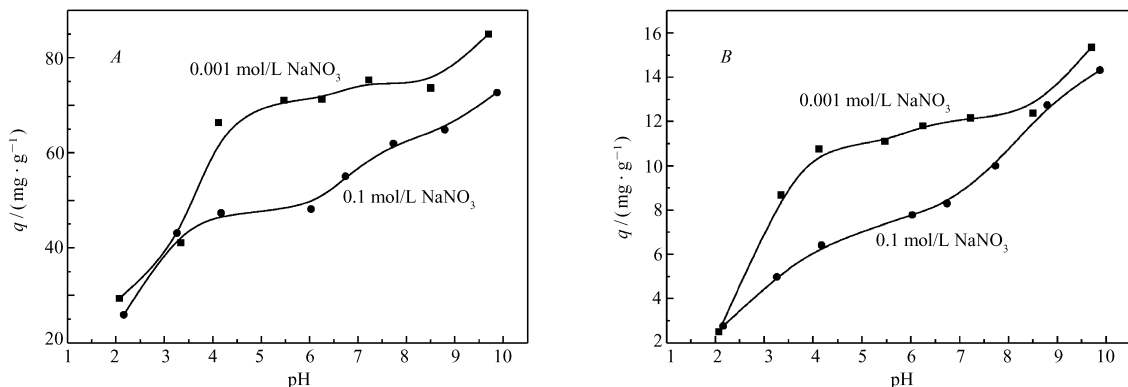 A
0.001 mol/L NaNO₃
0.1 mol/L NaNO₃
80
60
40
20
q / (mg · g⁻¹)
1 2 3 4 5 6 7 8 9 10
pH
B
0.001 mol/L NaNO₃
0.1 mol/L NaNO₃
16
14
12
10
8
6
4
2
q / (mg · g⁻¹)
1 2 3 4 5 6 7 8 9 10
pH